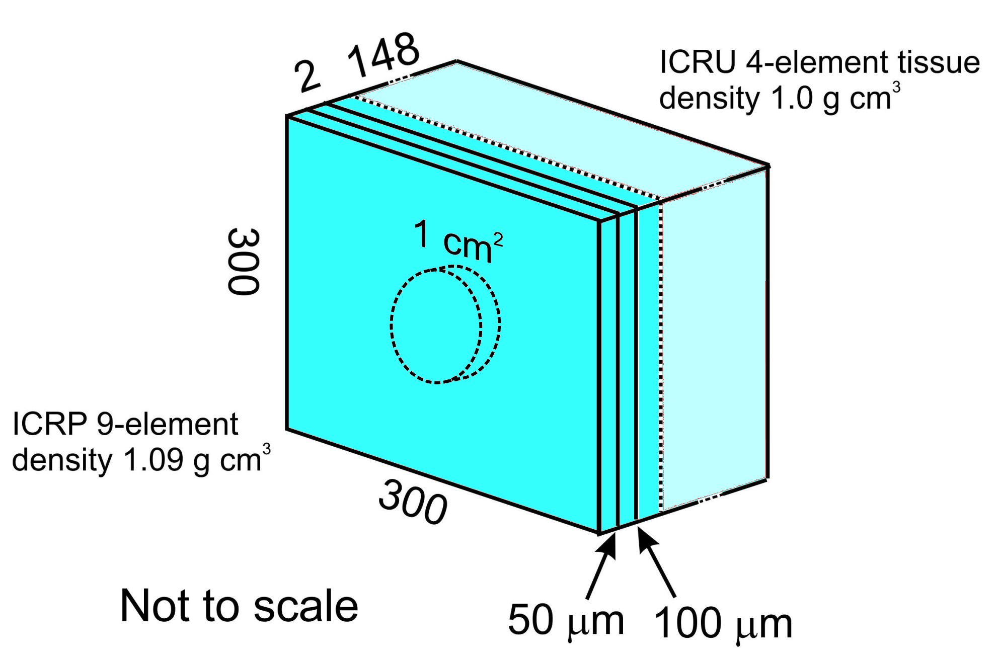 2 148
ICRU 4-element tissue
density 1.0 g cm³
1 cm²
300
ICRP 9-element
density 1.09 g cm³
300
Not to scale
50 μm 100 μm